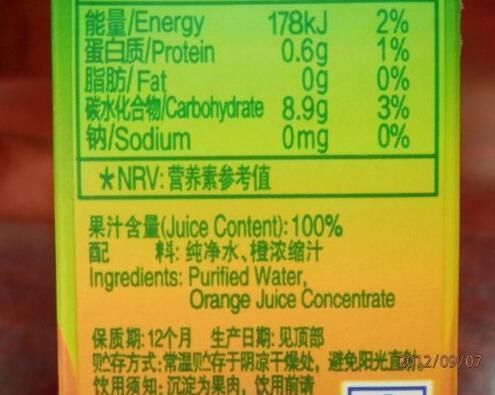 能量/Energy 178kJ 2%
蛋白质/Protein 0.6g 1%
脂肪/Fat 0g 0%
碳水化合物/Carbohydrate 8.9g 3%
钠/Sodium 0mg 0%
*NRV:营养素参考值
果汁含量(Juice Content):100%
配 料:纯净水、橙浓缩汁
Ingredients: Purified Water,
Orange Juice Concentrate
保质期:12个月 生产日期:见顶部
贮存方式:常温贮存于阴凉干燥处，避免阳光直射。
饮用须知:沉淀为果肉，饮用前请
2012/09/07